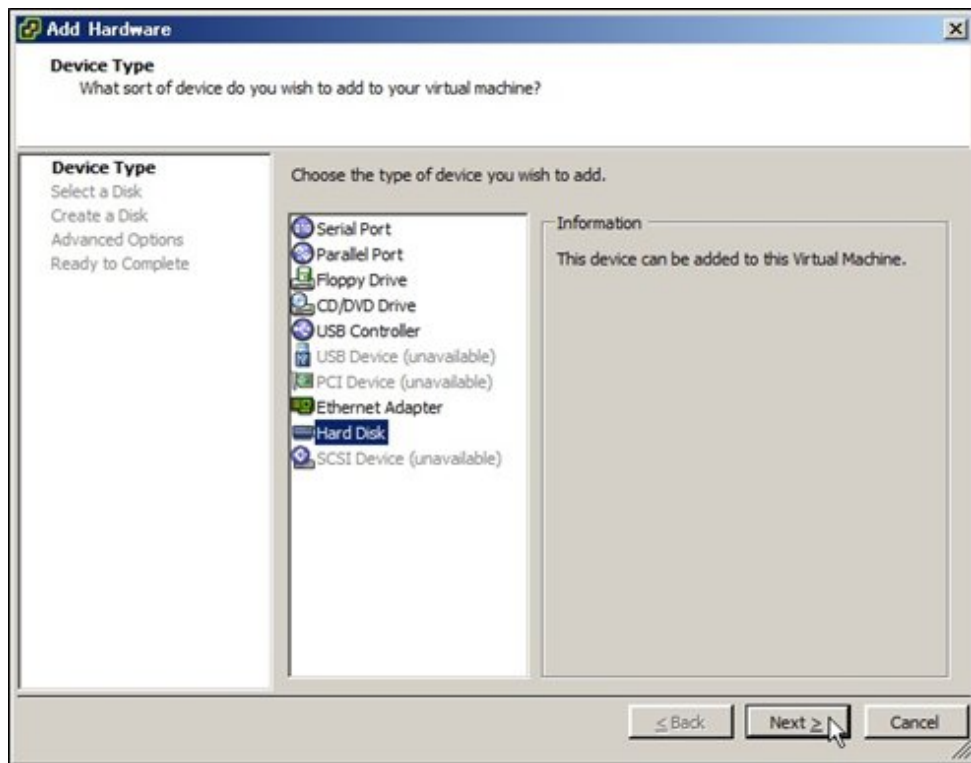 Add Hardware
Device Type
What sort of device do you wish to add to your virtual machine?
Device Type
Select a Disk
Create a Disk
Advanced Options
Ready to Complete
Choose the type of device you wish to add.
Serial Port
Parallel Port
Floppy Drive
CD/DVD Drive
USB Controller
USB Device (unavailable)
PCI Device (unavailable)
Ethernet Adapter
Hard Disk
SCSI Device (unavailable)
Information
This device can be added to this Virtual Machine.
< Back
Next >
Cancel